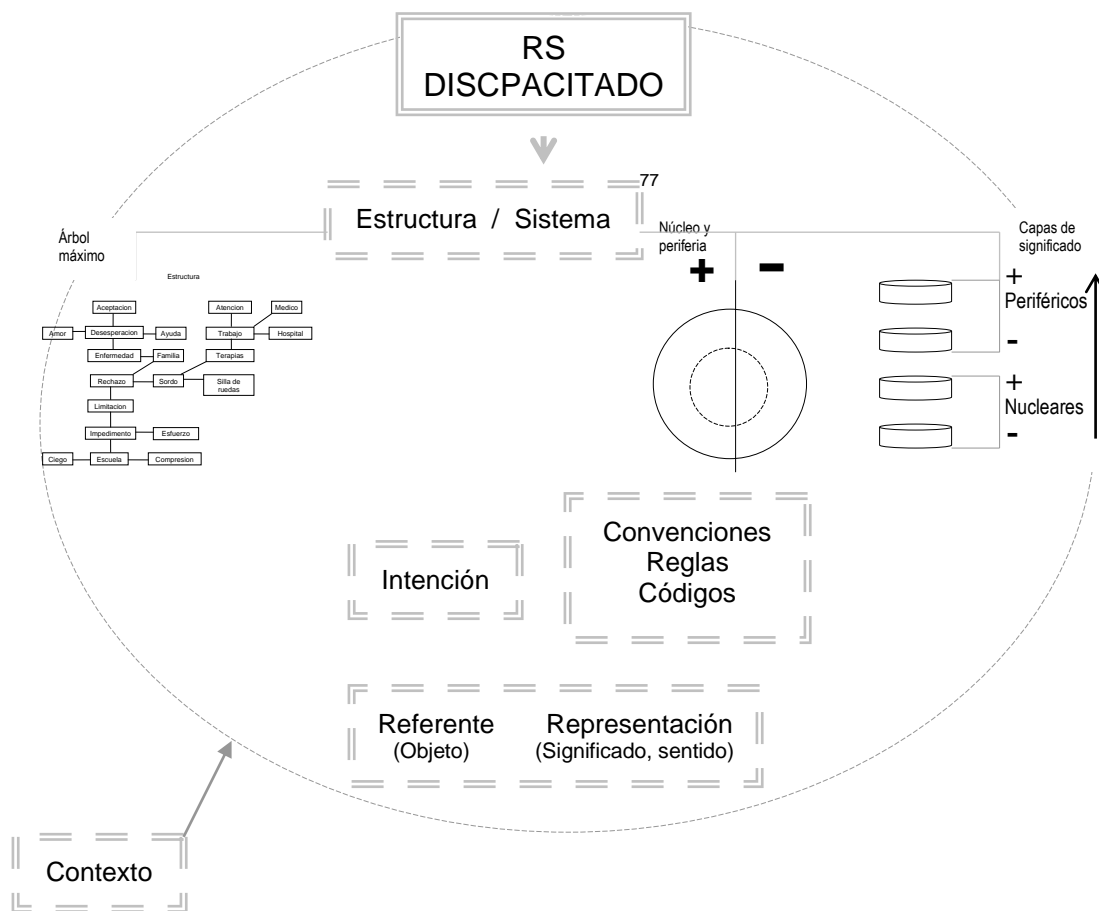 RS
DISCPACITADO
77
Estructura / Sistema
Árbol
máximo
Núcleo y
periferia
Capas de
significado
+
−
Estructura
Aceptacion
Atencion
Medico
Amor
Desesperacion
Ayuda
Trabajo
Hospital
Enfermedad
Familia
Terapias
Rechazo
Sordo
Silla de
ruedas
Limitacion
Impedimento
Esfuerzo
Ciego
Escuela
Compresion
+
Periféricos
-
+
Nucleares
-
Convenciones
Reglas
Códigos
Intención
Referente
(Objeto)
Representación
(Significado, sentido)
Contexto